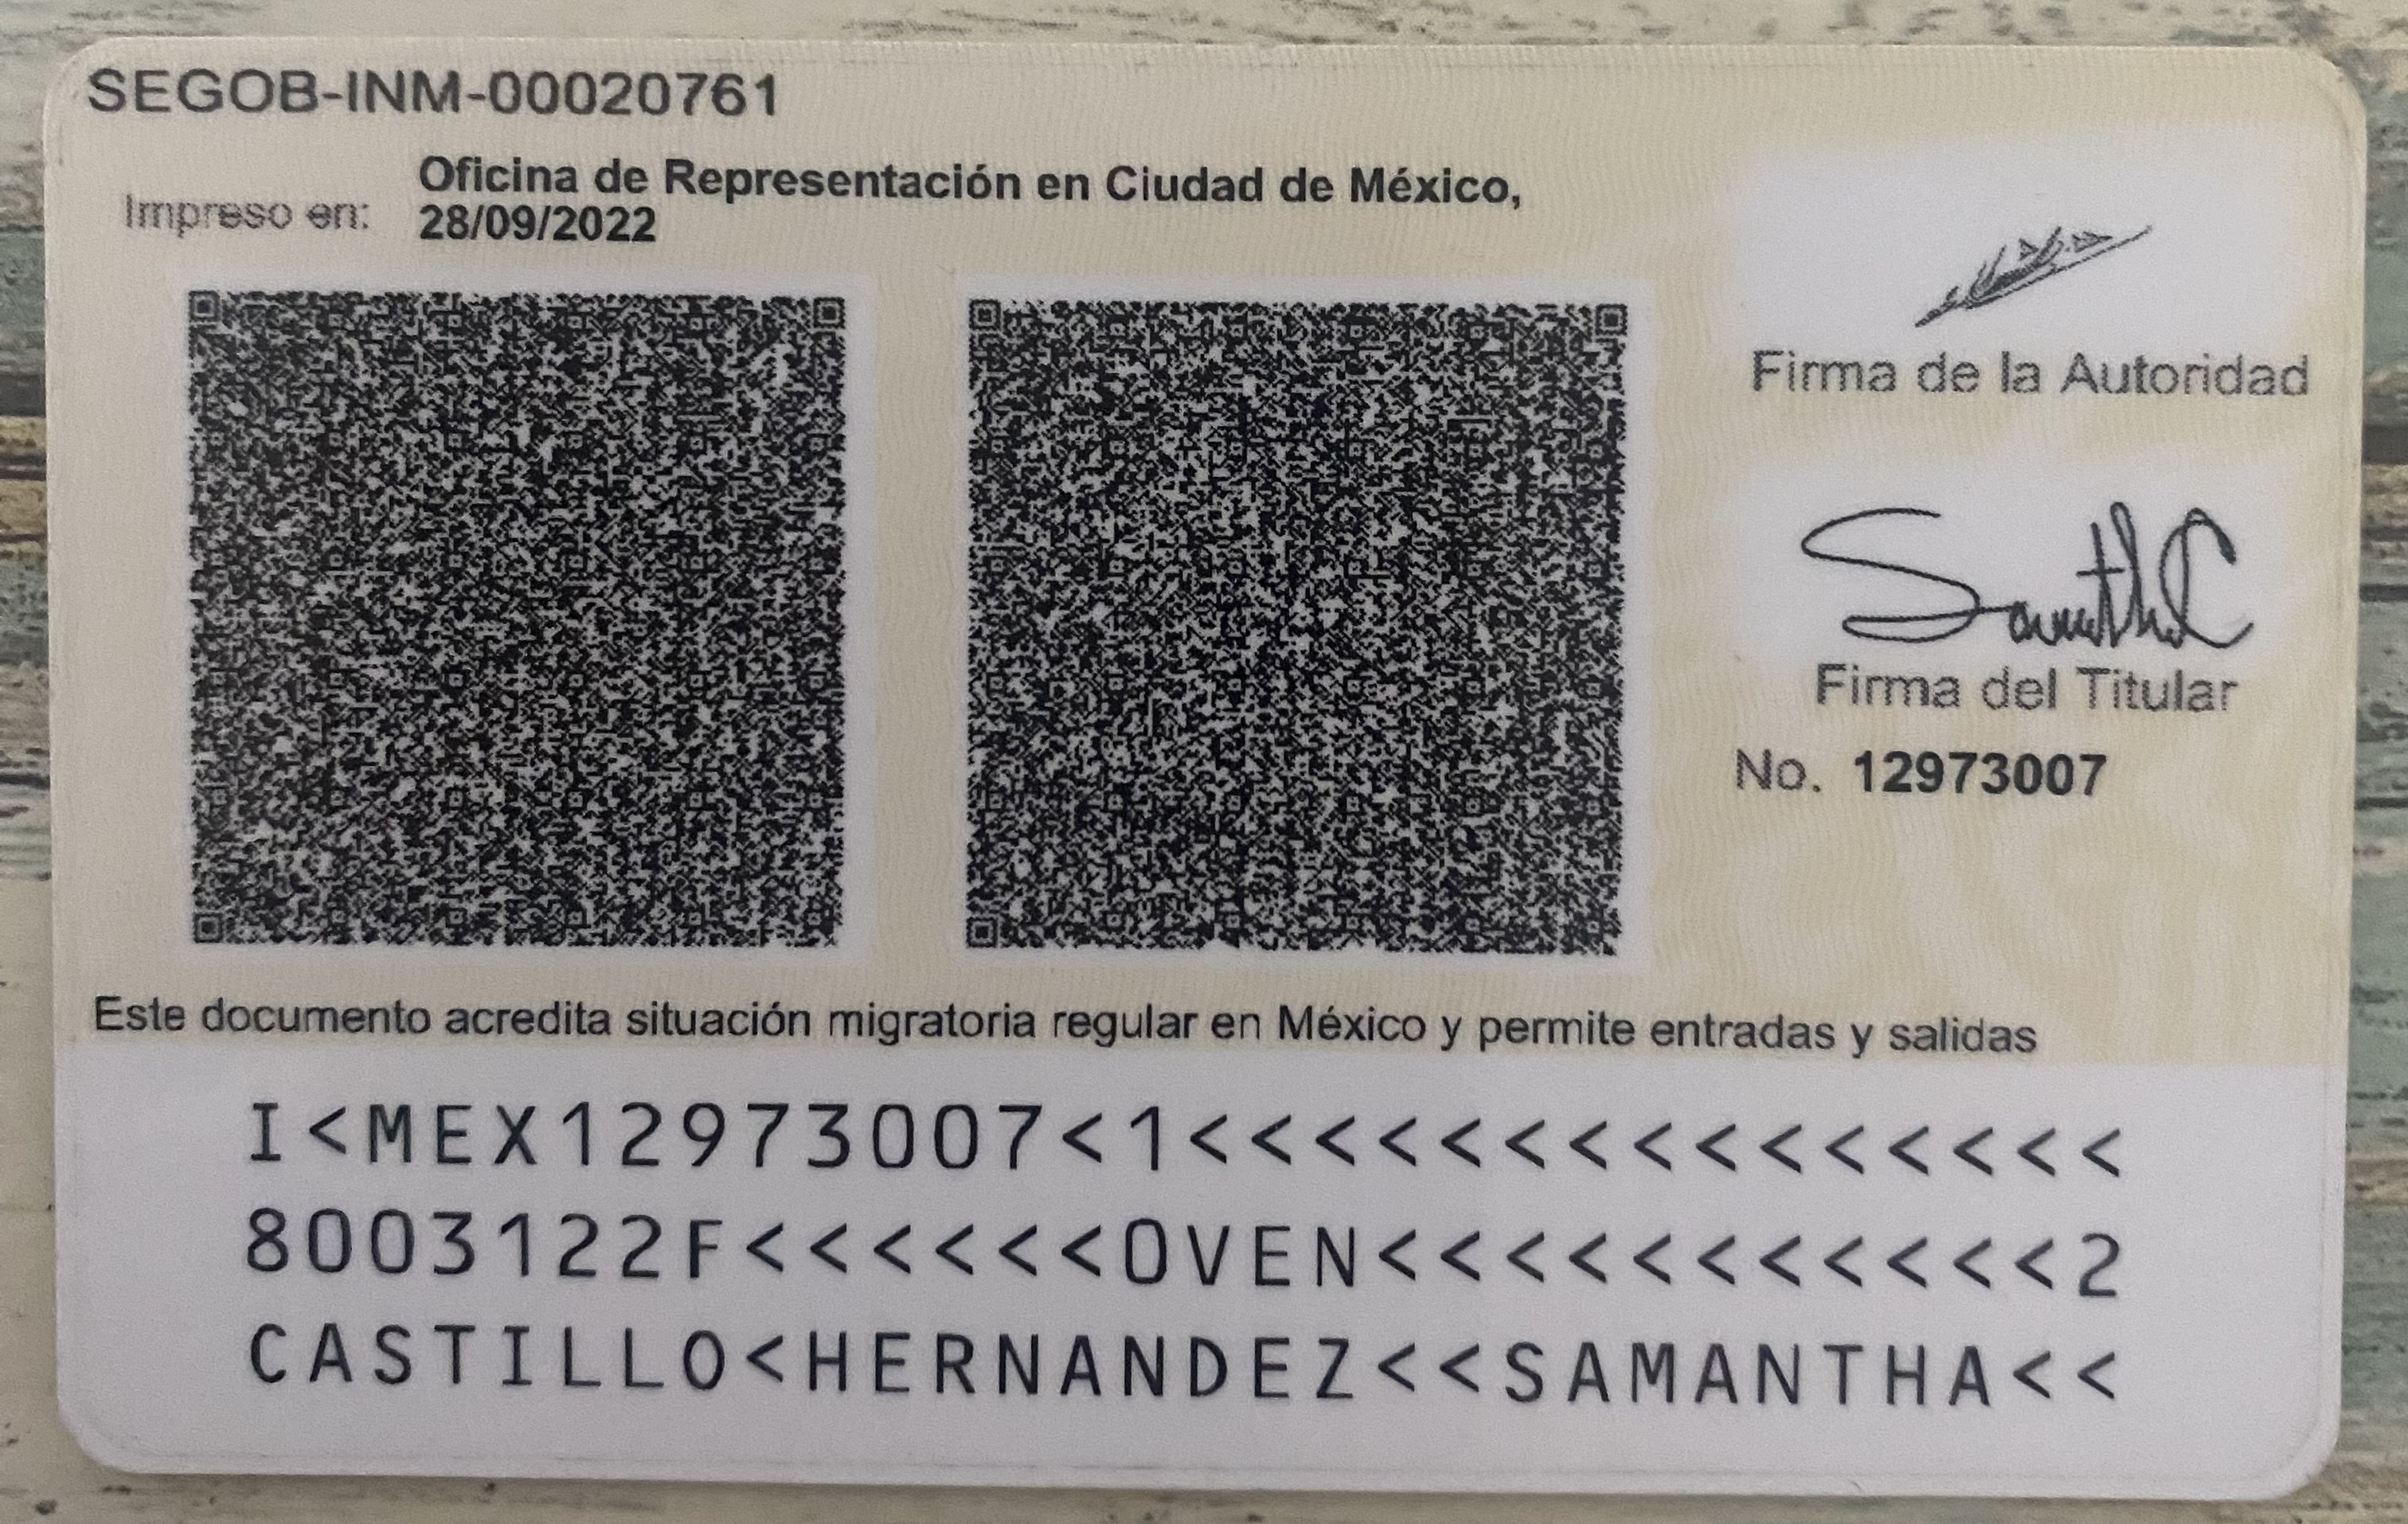 SEGOB-INM-00020761
Impreso en: Oficina de Representación en Ciudad de México,
28/09/2022
Firma de la Autoridad
SamthC
Firma del Titular
No. 12973007
Este documento acredita situación migratoria regular en México y permite entradas y salidas
I<MEX12973007<1<<<<<<<<<<<<<<<
8003122F<<<<<<OVEN<<<<<<<<<<<2
CASTILLO<HERNANDEZ<<SAMANTHA<<